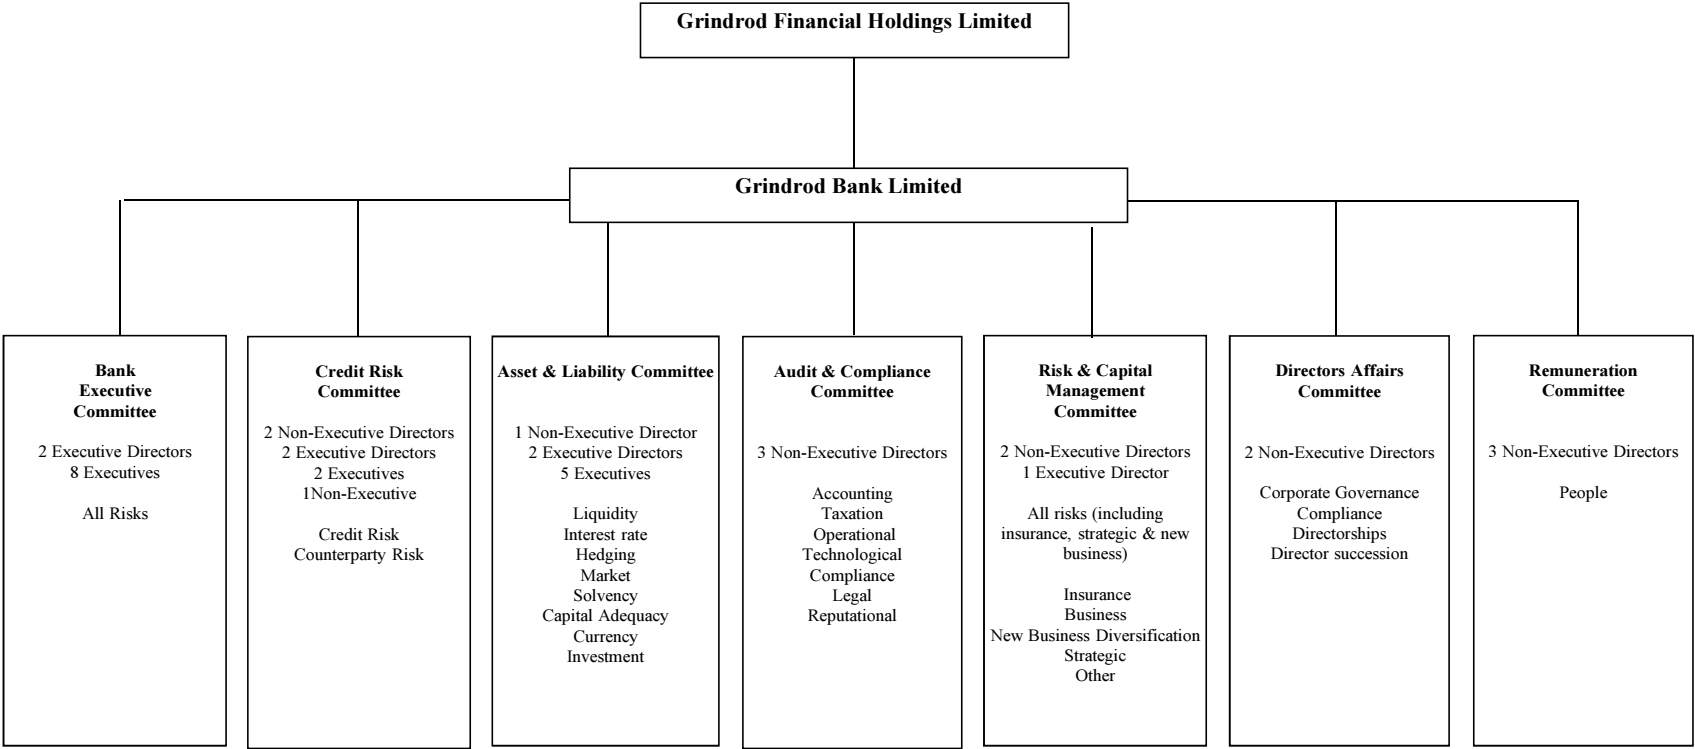 Grindrod Financial Holdings Limited
Grindrod Bank Limited
Bank
Executive
Committee
2 Executive Directors
8 Executives
All Risks
Credit Risk
Committee
2 Non-Executive Directors
2 Executive Directors
2 Executives
1Non-Executive
Credit Risk
Counterparty Risk
Asset & Liability Committee
1 Non-Executive Director
2 Executive Directors
5 Executives
Liquidity
Interest rate
Hedging
Market
Solvency
Capital Adequacy
Currency
Investment
Audit & Compliance
Committee
3 Non-Executive Directors
Accounting
Taxation
Operational
Technological
Compliance
Legal
Reputational
Risk & Capital
Management
Committee
2 Non-Executive Directors
1 Executive Director
All risks (including
insurance, strategic & new
business)
Insurance
Business
New Business Diversification
Strategic
Other
Directors Affairs
Committee
2 Non-Executive Directors
Corporate Governance
Compliance
Directorships
Director succession
Remuneration
Committee
3 Non-Executive Directors
People